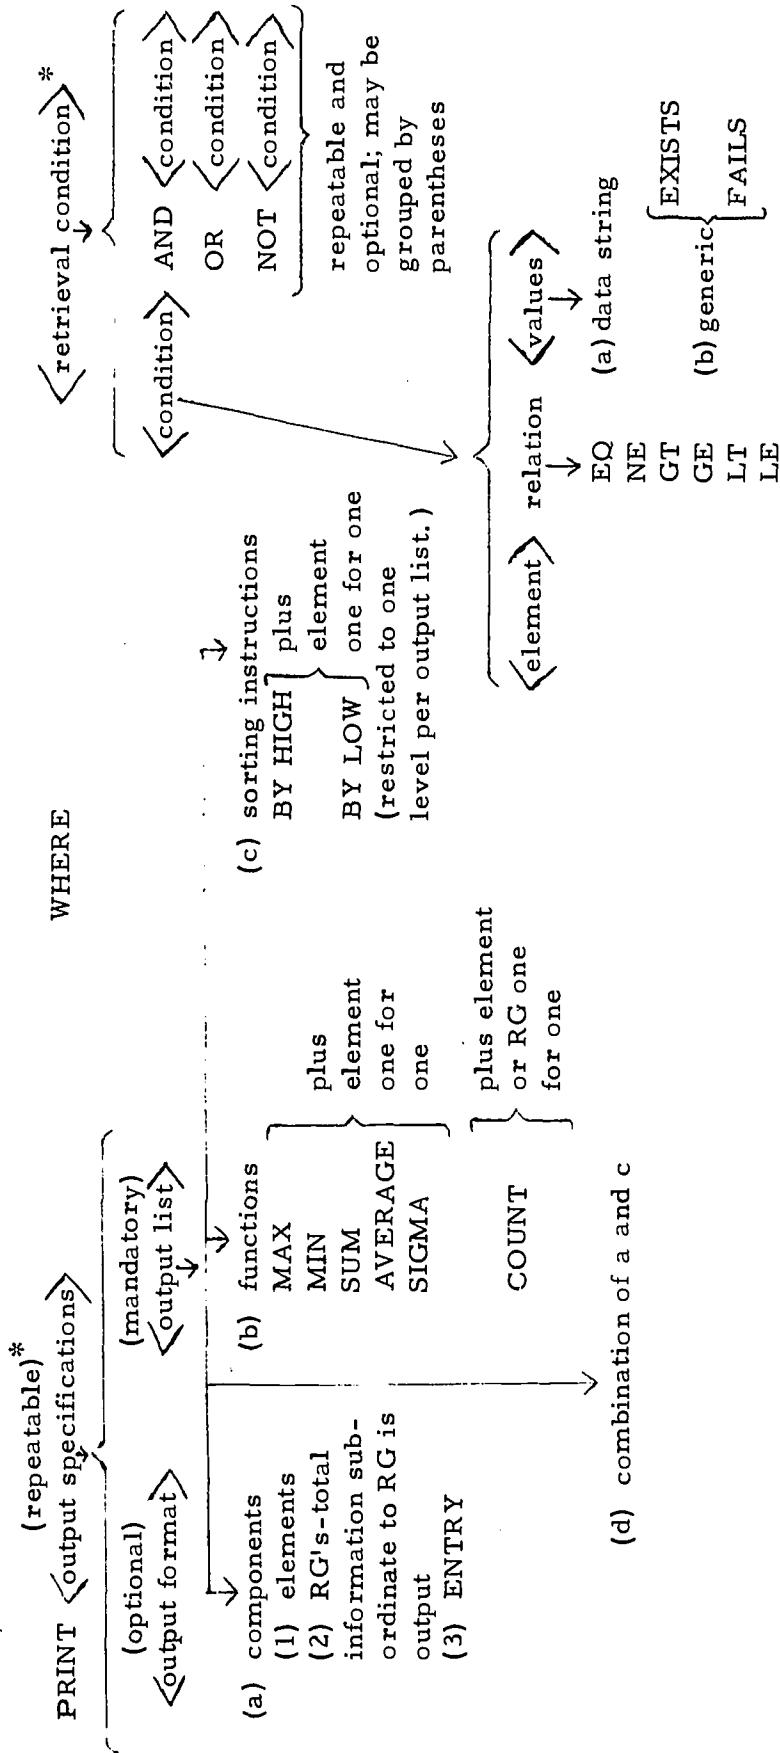 (repeatable)*
PRINT <output specifications> WHERE <retrieval condition>*
(optional)
<output format>
(mandatory)
<output list>
(a) components
(1) elements
(2) RG's-total
information sub-
ordinate to RG is
output
(3) ENTRY
(b) functions
MAX
MIN
SUM
AVERAGE
SIGMA
plus
element
one for
one
COUNT
plus element
or RG one
for one
(c) sorting instructions
BY HIGH
BY LOW
plus
element
one for one
(restricted to one
level per output list.)
(d) combination of a and c
<condition>
AND <condition>
OR <condition>
NOT <condition>
repeatable and
optional; may be
grouped by
parentheses
<element> relation <values>
EQ
NE
GT
GE
LT
LE
(a) data string
(b) generic
EXISTS
FAILS